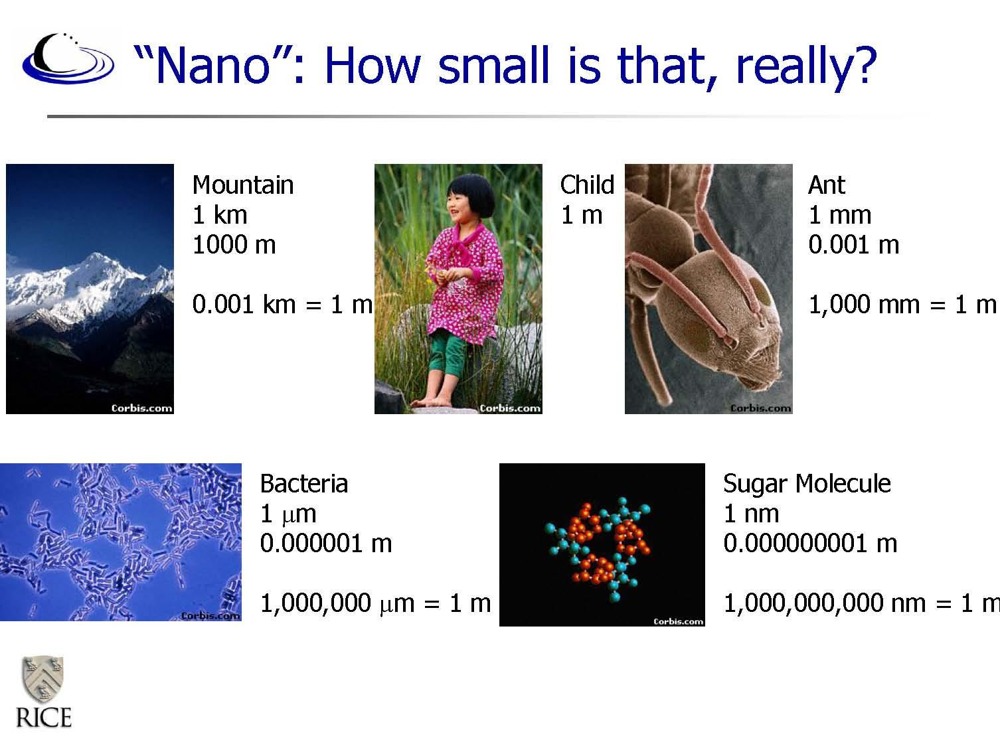 “Nano”: How small is that, really?
Mountain
1 km
1000 m
0.001 km = 1 m
Corbis.com
Child
1 m
Corbis.com
Ant
1 mm
0.001 m
1,000 mm = 1 m
Corbis.com
Bacteria
1 μm
0.000001 m
1,000,000 μm = 1 m
Corbis.com
Sugar Molecule
1 nm
0.000000001 m
1,000,000,000 nm = 1 m
Corbis.com
RICE